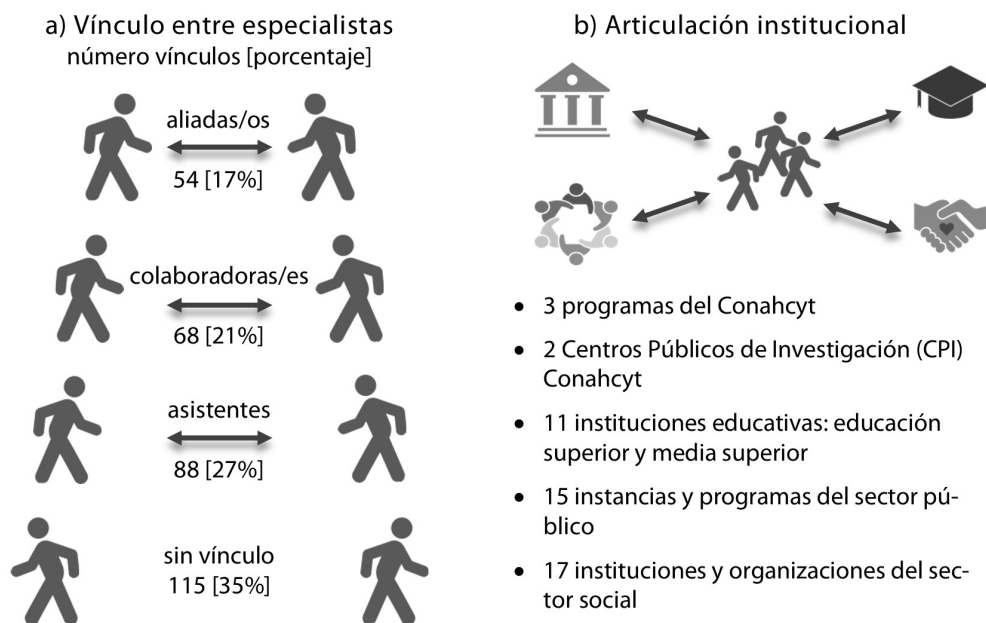 a) Vínculo entre especialistas
número vínculos [porcentaje]
aliadas/os
54 [17%]
colaboradoras/es
68 [21%]
asistentes
88 [27%]
sin vínculo
115 [35%]
b) Articulación institucional
• 3 programas del Conahcyt
• 2 Centros Públicos de Investigación (CPI)
Conahcyt
• 11 instituciones educativas: educación
superior y media superior
• 15 instancias y programas del sector pú-
blico
• 17 instituciones y organizaciones del sec-
tor social